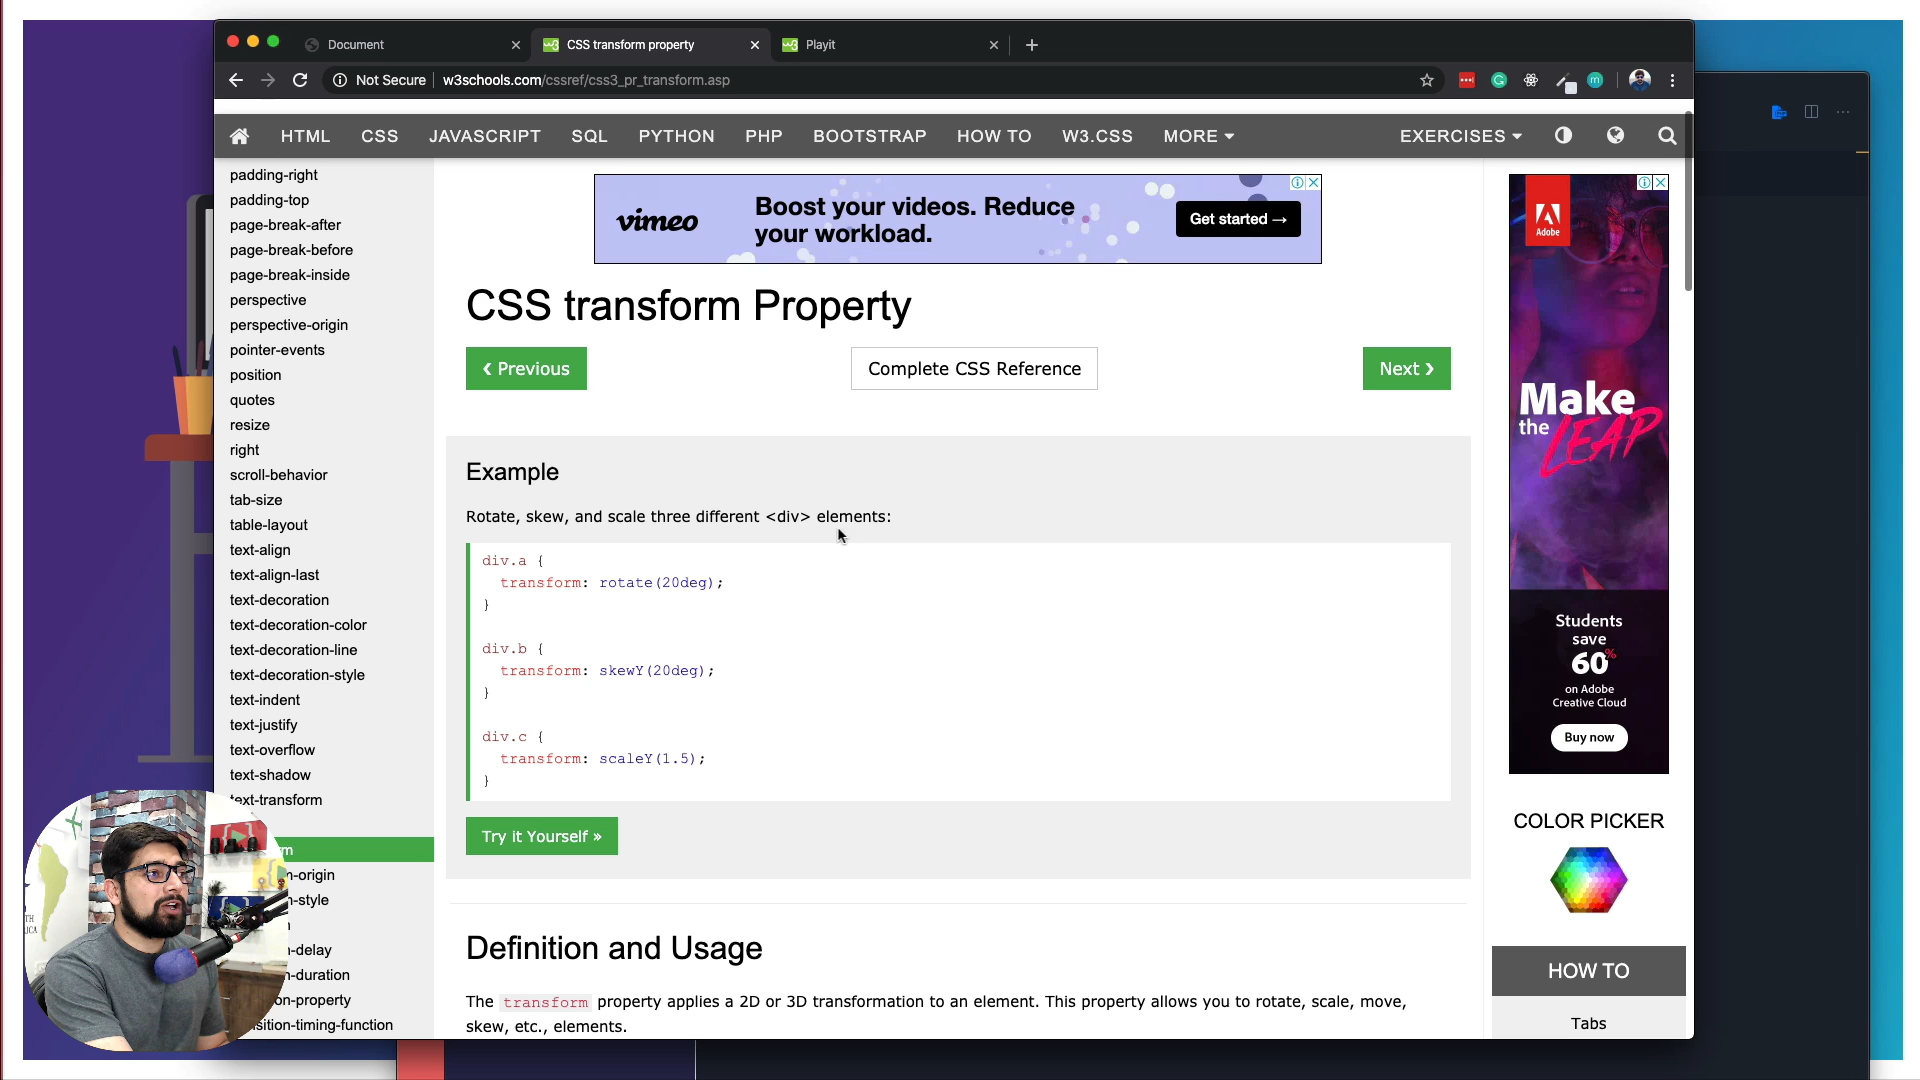 Document
CSS transform property
Playit
Not Secure
w3schools.com/cssref/css3_pr_transform.asp
HTML
CSS
JAVASCRIPT
SQL
PYTHON
PHP
BOOTSTRAP
HOW TO
W3.CSS
MORE
EXERCISES
padding-right
padding-top
page-break-after
page-break-before
page-break-inside
perspective
perspective-origin
pointer-events
position
quotes
resize
right
scroll-behavior
tab-size
table-layout
text-align
text-align-last
text-decoration
text-decoration-color
text-decoration-line
text-decoration-style
text-indent
text-justify
text-overflow
text-shadow
text-transform
rm
n-origin
n-style
n
n-delay
n-duration
on-property
sition-timing-function
vimeo
Boost your videos. Reduce
your workload.
Get started →
CSS transform Property
❮ Previous
Complete CSS Reference
Next ❯
Example
Rotate, skew, and scale three different <div> elements:
div.a {
transform: rotate(20deg);
}
div.b {
transform: skewY(20deg);
}
div.c {
transform: scaleY(1.5);
}
Try it Yourself »
Definition and Usage
The transform property applies a 2D or 3D transformation to an element. This property allows you to rotate, scale, move,
skew, etc., elements.
Adobe
Make
the LEAP
Students
save
60%
on Adobe
Creative Cloud
Buy now
COLOR PICKER
HOW TO
Tabs